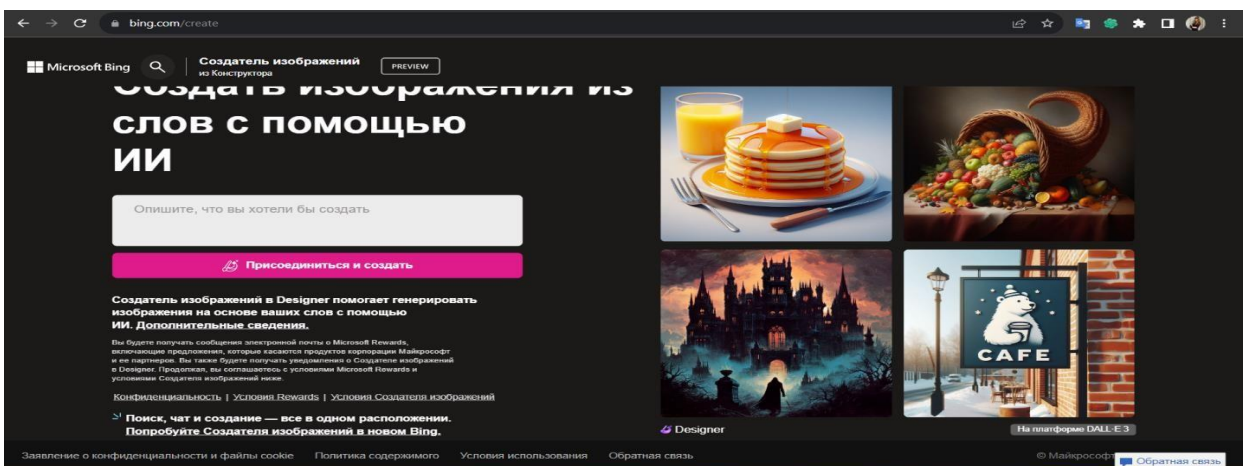 bing.com/create
Microsoft Bing
Создатель изображений
из Конструктора
PREVIEW
Создать изображения из
слов с помощью
ИИ
Опишите, что вы хотели бы создать
Присоединиться и создать
Создатель изображений в Designer помогает генерировать
изображения на основе ваших слов с помощью
ИИ. Дополнительные сведения.
Вы будете получать сообщения электронной почты о Microsoft Rewards,
включающие предложения, которые касаются продуктов корпорации Майкрософт
и ее партнеров. Вы также будете получать уведомления о Создателе изображений
в Designer. Продолжая, вы соглашаетесь с условиями Microsoft Rewards и
условиями Создателя изображений ниже.
Конфиденциальность | Условия Rewards | Условия Создателя изображений
Поиск, чат и создание — все в одном расположении.
Попробуйте Создателя изображений в новом Bing.
CAFE
Designer
На платформе DALL·E 3
Заявление о конфиденциальности и файлы cookie Политика содержимого Условия использования Обратная связь
© Майкрософт
Обратная связь